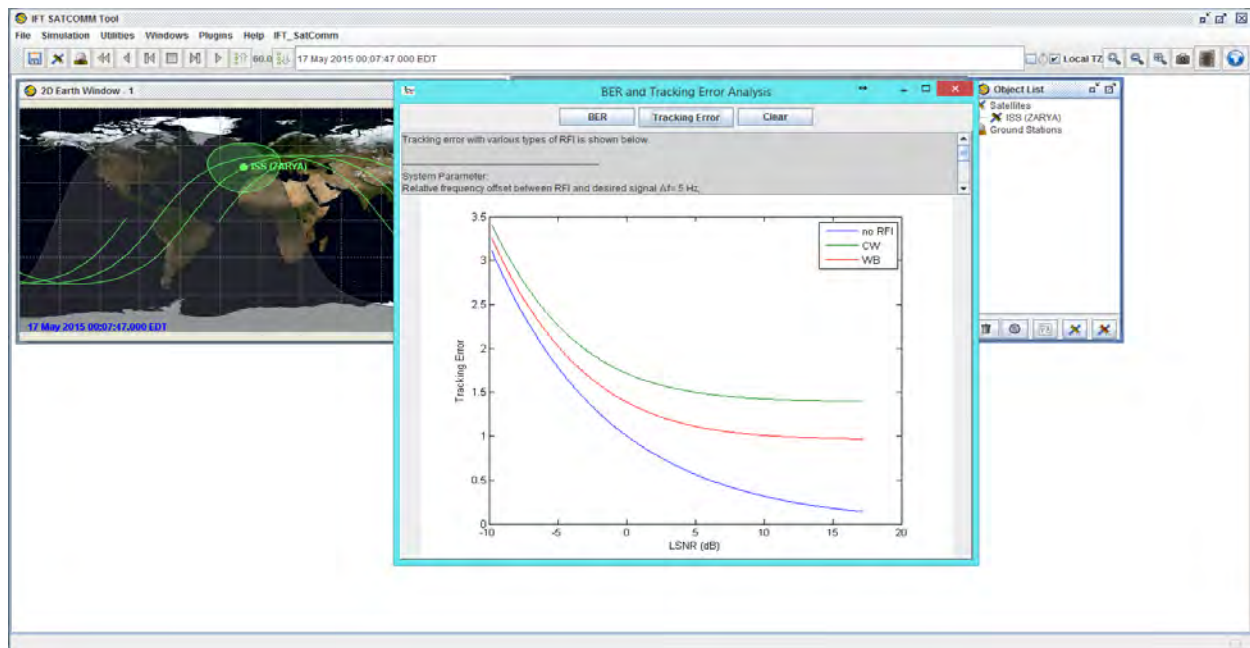 IFT SATCOMM Tool
File Simulation Utilities Windows Plugins Help IFT_SatComm
60.0
17 May 2015 00:07:47.000 EDT
Local TZ
2D Earth Window - 1
ISS (ZARYA)
17 May 2015 00:07:47.000 EDT
BER and Tracking Error Analysis
BER Tracking Error Clear
Tracking error with various types of RFI is shown below.
System Parameter:
Relative frequency offset between RFI and desired signal Δf= 5 Hz,
no RFI
CW
WB
3.5
3
2.5
2
1.5
1
0.5
0
Tracking Error
-10 -5 0 5 10 15 20
LSNR (dB)
Object List
Satellites
ISS (ZARYA)
Ground Stations